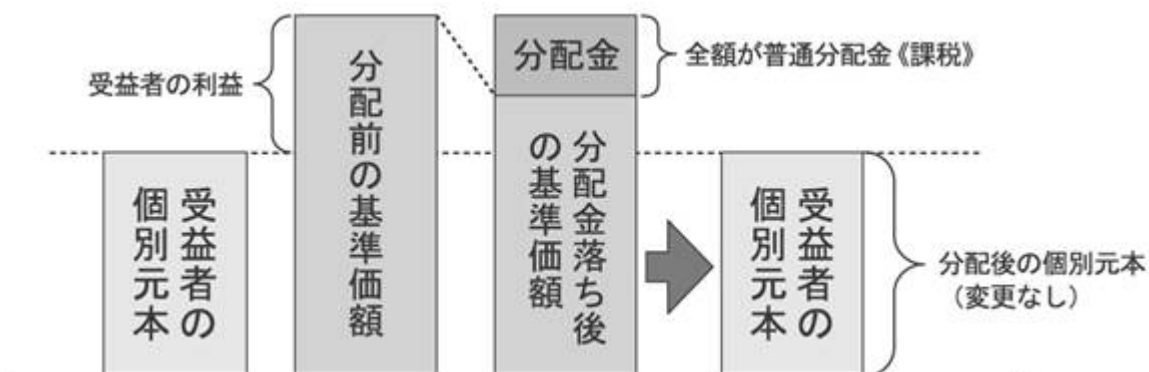 受益者の利益
受益者の
個別元本
分配前の基準価額
分配金
全額が普通分配金《課税》
分配金落ち後
の基準価額
受益者の
個別元本
分配後の個別元本
（変更なし）